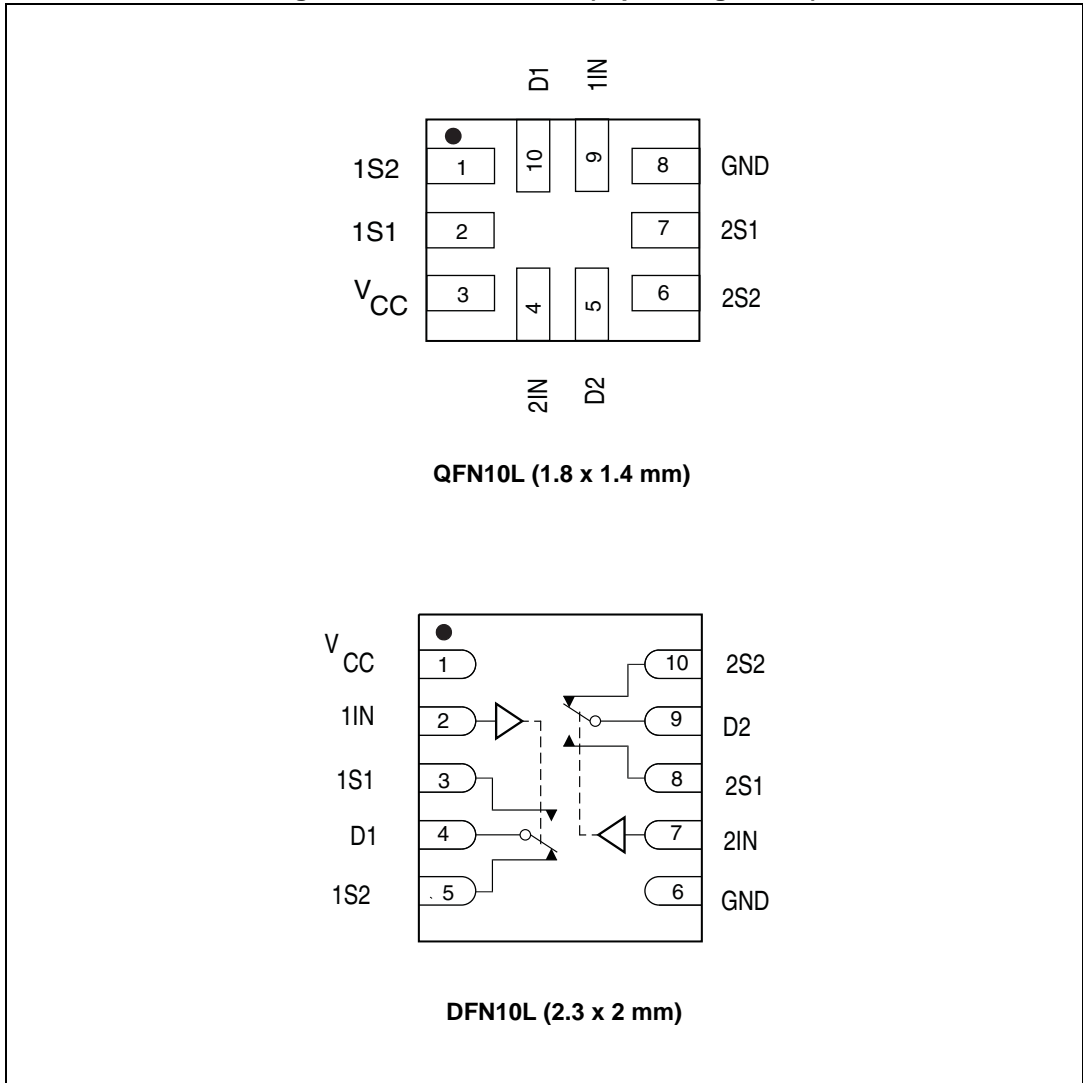 D1
1IN
1S2
1
10
9
8
GND
1S1
2
7
2S1
VCC
3
4
5
6
2S2
2IN
D2
QFN10L (1.8 x 1.4 mm)
VCC
1
10
2S2
1IN
2
9
D2
1S1
3
8
2S1
D1
4
7
2IN
1S2
5
6
GND
DFN10L (2.3 x 2 mm)